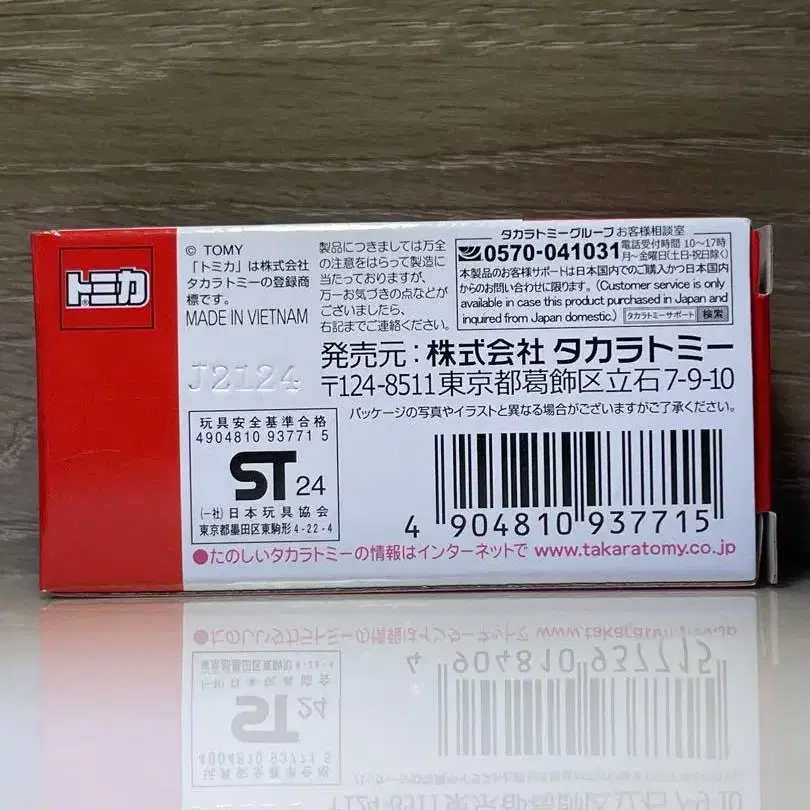 トミカ
®
© TOMY
「トミカ」は株式会社
タカラトミーの登録商
標です。
MADE IN VIETNAM
製品につきましては万全
の注意をはらって製造に
当たっておりますが、
万一お気づきの点などが
ございましたら、
右記までご連絡ください。
タカラトミーグループ お客様相談室
0570-041031 電話受付時間 10〜17時
月〜金曜日(土・日・祝日除く)
本製品のお客様サポートは日本国内でのご購入かつ日本国内
からのお問い合わせに限ります。(Customer service is only
available in case this product purchased in Japan and
inquired from Japan domestic.) タカラトミーサポート 検索
J2124
発売元：株式会社 タカラトミー
〒124-8511 東京都葛飾区立石7-9-10
パッケージの写真やイラストと異なる場合がございますがご了承ください。
玩具安全基準合格
4904810 93771 5
ST 24
(一社)日本玩具協会
東京都墨田区東駒形4-22-4
4 904810 937715
●たのしいタカラトミーの情報はインターネットで www.takaratomy.co.jp